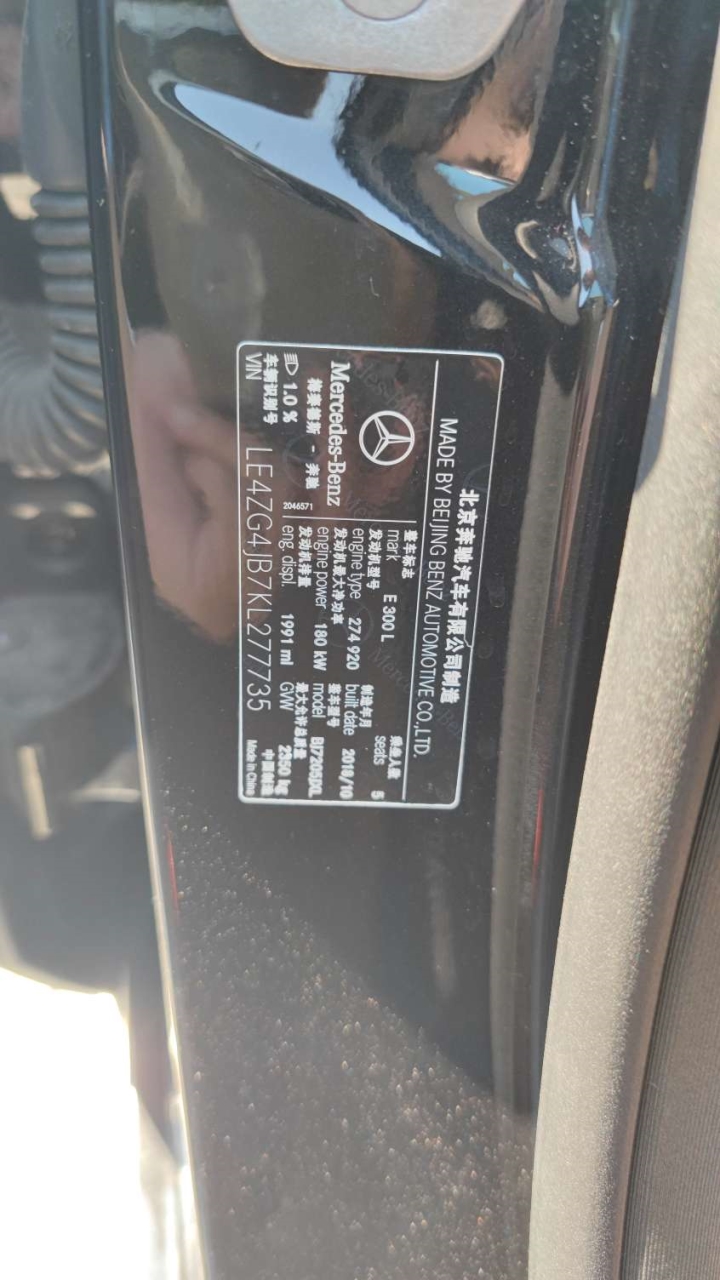 北京奔驰汽车有限公司制造
MADE BY BEIJING BENZ AUTOMOTIVE CO.,LTD.
整车标志 乘坐人数
mark E 300 L seats 5
发动机型号 制造年月
engine type 274 920 built date 2018/10
发动机最大净功率 整车型号
engine power 180 kW model BJ7205DXL
发动机排量 最大允许总质量
eng. displ. 1991 ml GVW 2350 kg
Mercedes-Benz
梅赛德斯 - 奔驰
2046571
1.0 %
车辆识别号
VIN LE4ZG4JB7KL277735
中国制造
Made in China